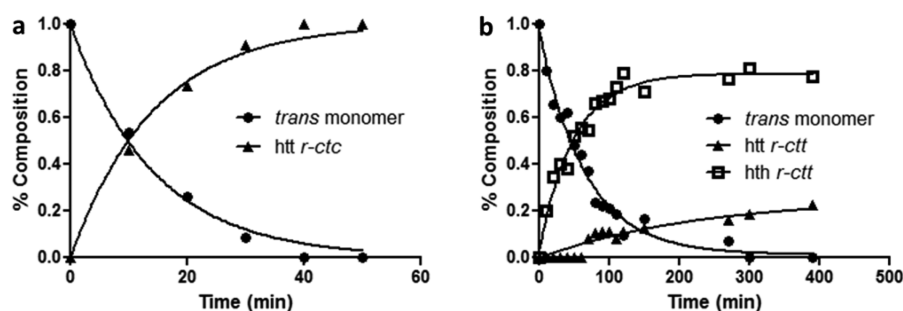 a
% Composition
1.0
0.8
0.6
0.4
0.2
0.0
trans monomer
htt r-ctc
0
20
40
60
Time (min)
b
% Composition
1.0
0.8
0.6
0.4
0.2
0.0
trans monomer
htt r-ctt
hth r-ctt
0
100
200
300
400
500
Time (min)